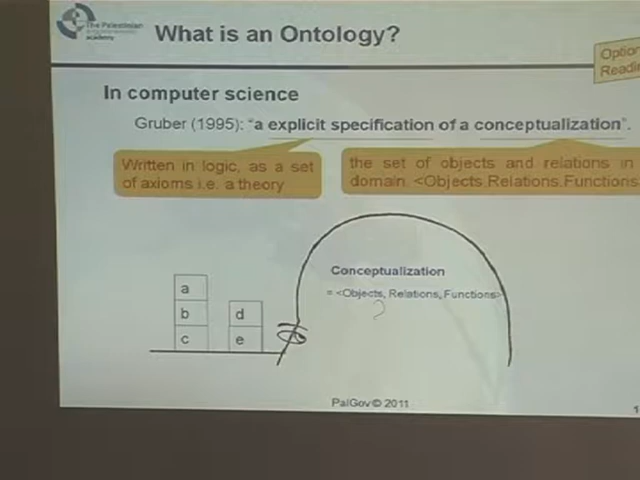 The Palestinian
academy
What is an Ontology?
Option
Readin
In computer science
Gruber (1995): “a explicit specification of a conceptualization”.
Written in logic, as a set
of axioms i.e. a theory
the set of objects and relations in
domain. <Objects,Relations,Functions>
Conceptualization
= <Objects, Relations, Functions>
a
b
d
c
e
PalGov © 2011
1